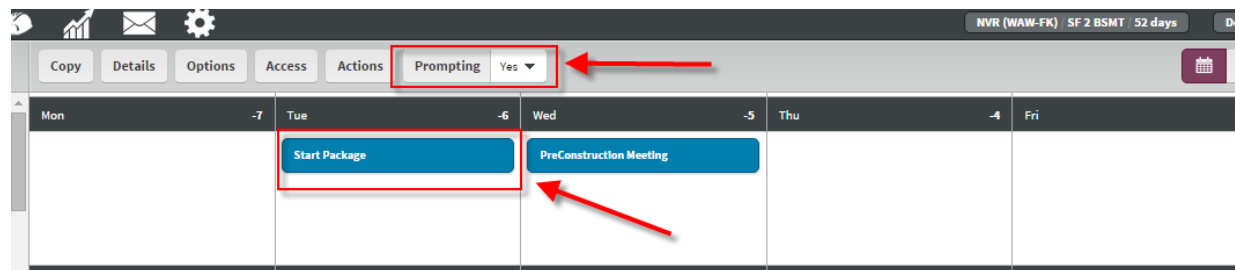 NVR (WAW-FK) / SF 2 BSMT / 52 days
Copy Details Options Access Actions Prompting Yes
Mon -7 Tue -6 Wed -5 Thu -4 Fri
Start Package PreConstruction Meeting